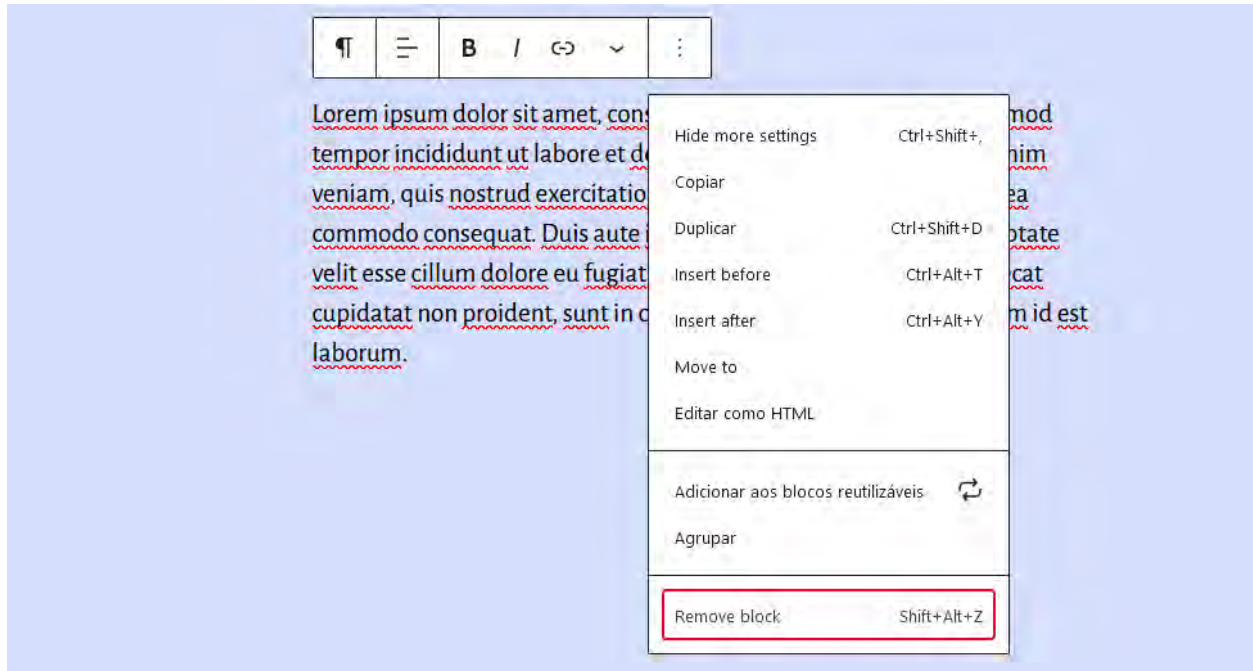 B I
Lorem ipsum dolor sit amet, cons mod
tempor incididunt ut labore et d nim
veniam, quis nostrud exercitatio ea
commodo consequat. Duis aute i ptate
velit esse cillum dolore eu fugiat cat
cupidatat non proident, sunt in c m id est
laborum.
Hide more settings Ctrl+Shift+,
Copiar
Duplicar Ctrl+Shift+D
Insert before Ctrl+Alt+T
Insert after Ctrl+Alt+Y
Move to
Editar como HTML
Adicionar aos blocos reutilizáveis
Agrupar
Remove block Shift+Alt+Z